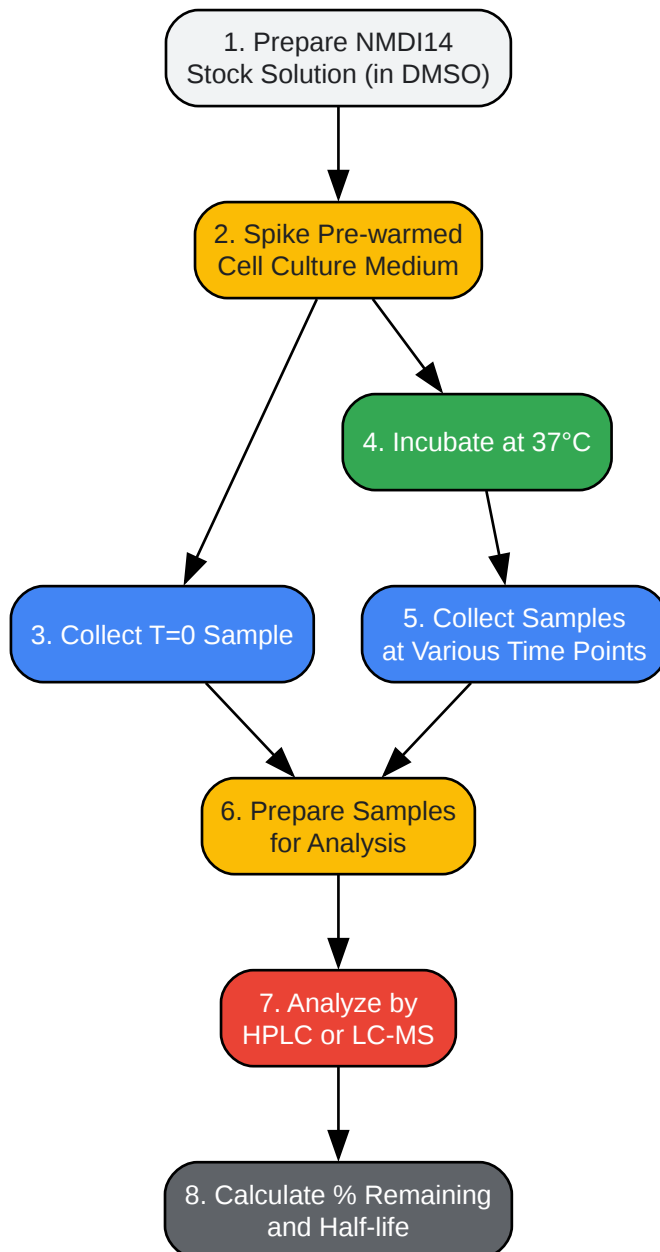 1. Prepare NMDI14
Stock Solution (in DMSO)
2. Spike Pre-warmed
Cell Culture Medium
4. Incubate at 37°C
3. Collect T=0 Sample
5. Collect Samples
at Various Time Points
6. Prepare Samples
for Analysis
7. Analyze by
HPLC or LC-MS
8. Calculate % Remaining
and Half-life